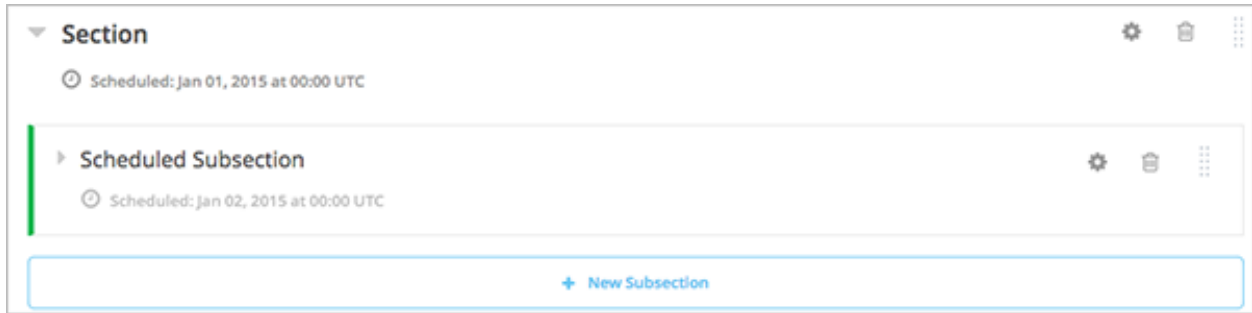 Section
Scheduled: Jan 01, 2015 at 00:00 UTC
Scheduled Subsection
Scheduled: Jan 02, 2015 at 00:00 UTC
+ New Subsection